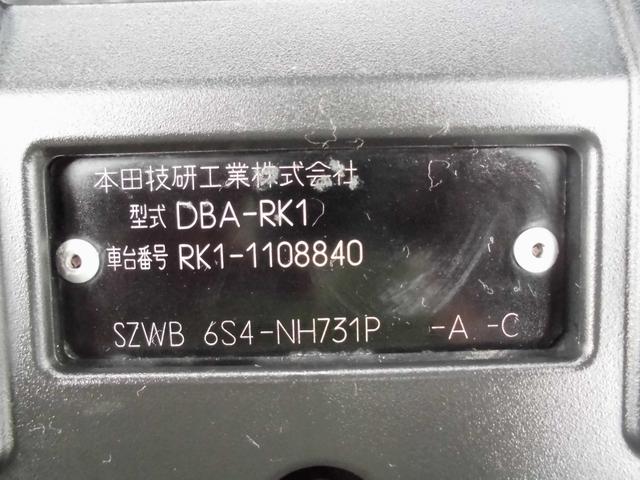 本田技研工業株式会社
型式 DBA-RK1
車台番号 RK1-1108840
SZWB 6S4-NH731P -A -C